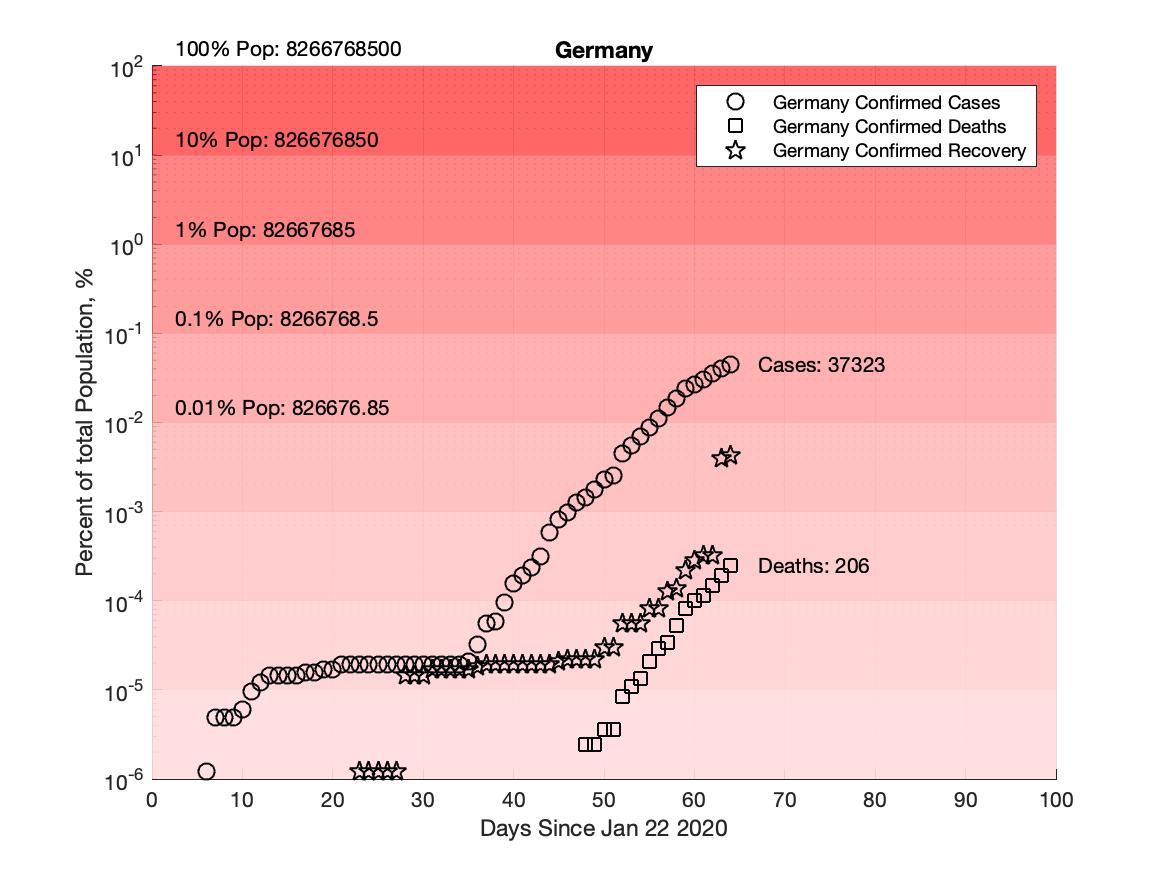 100% Pop: 8266768500
Germany
Germany Confirmed Cases
Germany Confirmed Deaths
Germany Confirmed Recovery
10% Pop: 826676850
1% Pop: 82667685
0.1% Pop: 8266768.5
0.01% Pop: 826676.85
Cases: 37323
Deaths: 206
10^2
10^1
10^0
10^-1
10^-2
10^-3
10^-4
10^-5
10^-6
Percent of total Population, %
0 10 20 30 40 50 60 70 80 90 100
Days Since Jan 22 2020